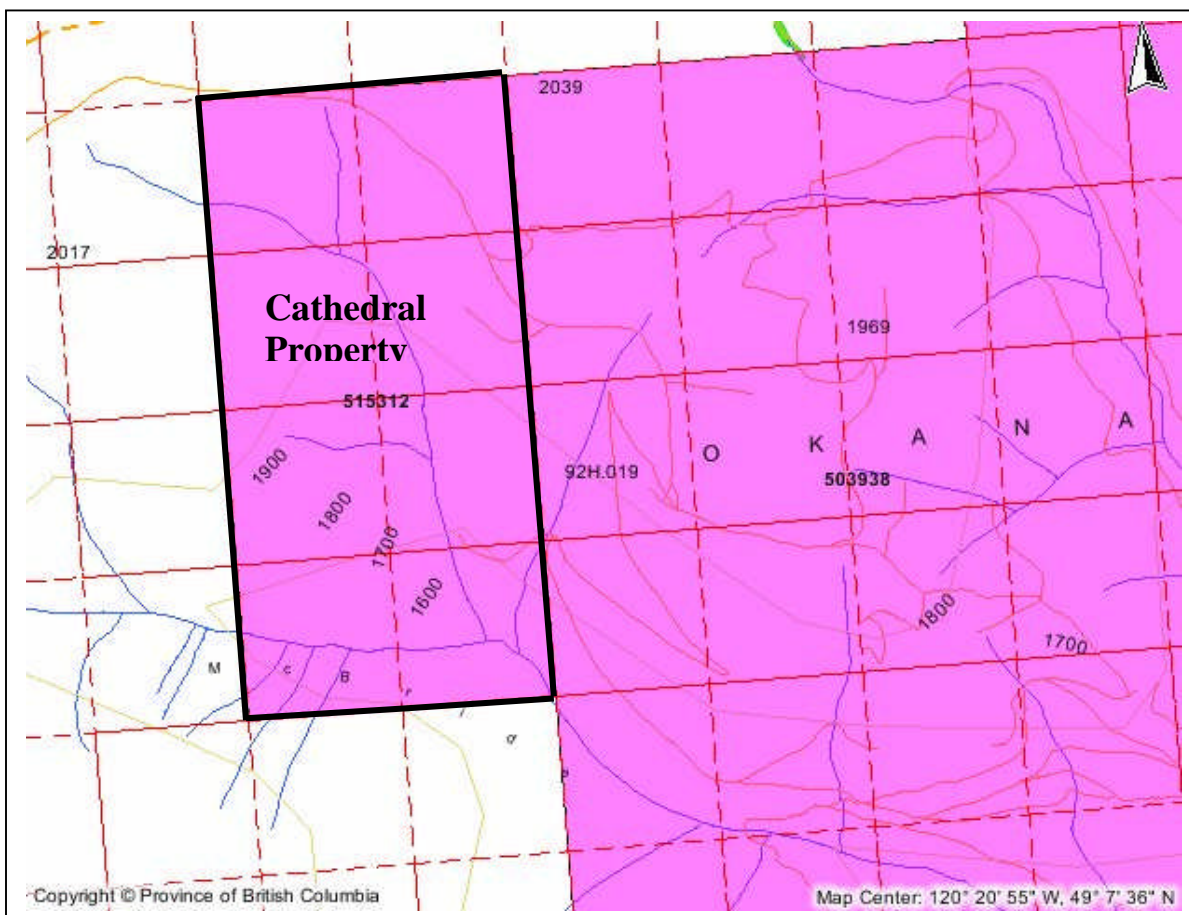 2039
2017
Cathedral
Property
1969
515312
O K A N A
1900
92H.019
503938
1800
1700
1600
1800
1700
M c B r
Copyright © Province of British Columbia
Map Center: 120° 20' 55" W, 49° 7' 36" N